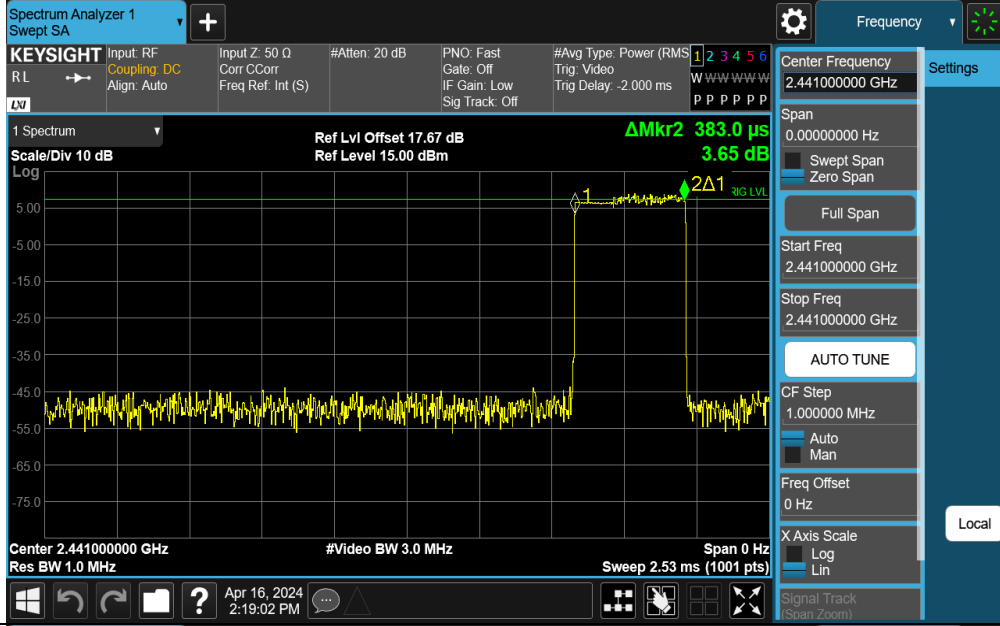 Spectrum Analyzer 1
Swept SA
Frequency
KEYSIGHT
R L
LXI
Input: RF
Coupling: DC
Align: Auto
Input Z: 50 Ω
Corr CCorr
Freq Ref: Int (S)
#Atten: 20 dB
PNO: Fast
Gate: Off
IF Gain: Low
Sig Track: Off
#Avg Type: Power (RMS
Trig: Video
Trig Delay: -2.000 ms
1 2 3 4 5 6
W W W W W W
P P P P P P
1 Spectrum
Scale/Div 10 dB
Log
Ref Lvl Offset 17.67 dB
Ref Level 15.00 dBm
ΔMkr2 383.0 µs
3.65 dB
1
2Δ1
RIG LVL
5.00
-5.00
-15.0
-25.0
-35.0
-45.0
-55.0
-65.0
-75.0
Center 2.441000000 GHz
Res BW 1.0 MHz
#Video BW 3.0 MHz
Span 0 Hz
Sweep 2.53 ms (1001 pts)
Center Frequency
2.441000000 GHz
Span
0.00000000 Hz
Swept Span
Zero Span
Full Span
Start Freq
2.441000000 GHz
Stop Freq
2.441000000 GHz
AUTO TUNE
CF Step
1.000000 MHz
Auto
Man
Freq Offset
0 Hz
X Axis Scale
Log
Lin
Signal Track
(Span Zoom)
Settings
Local
?
Apr 16, 2024
2:19:02 PM